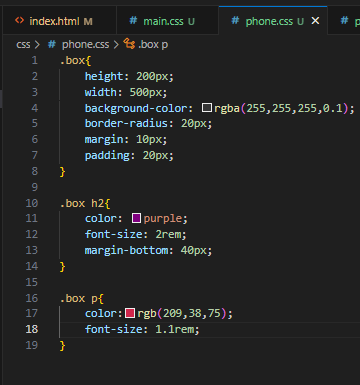 index.html M
main.css U
phone.css U ×
css > phone.css > .box p
1 .box{
2 height: 200px;
3 width: 500px;
4 background-color: rgba(255,255,255,0.1);
5 border-radius: 20px;
6 margin: 10px;
7 padding: 20px;
8 }
9
10 .box h2{
11 color: purple;
12 font-size: 2rem;
13 margin-bottom: 40px;
14 }
15
16 .box p{
17 color:rgb(209,38,75);
18 font-size: 1.1rem;
19 }